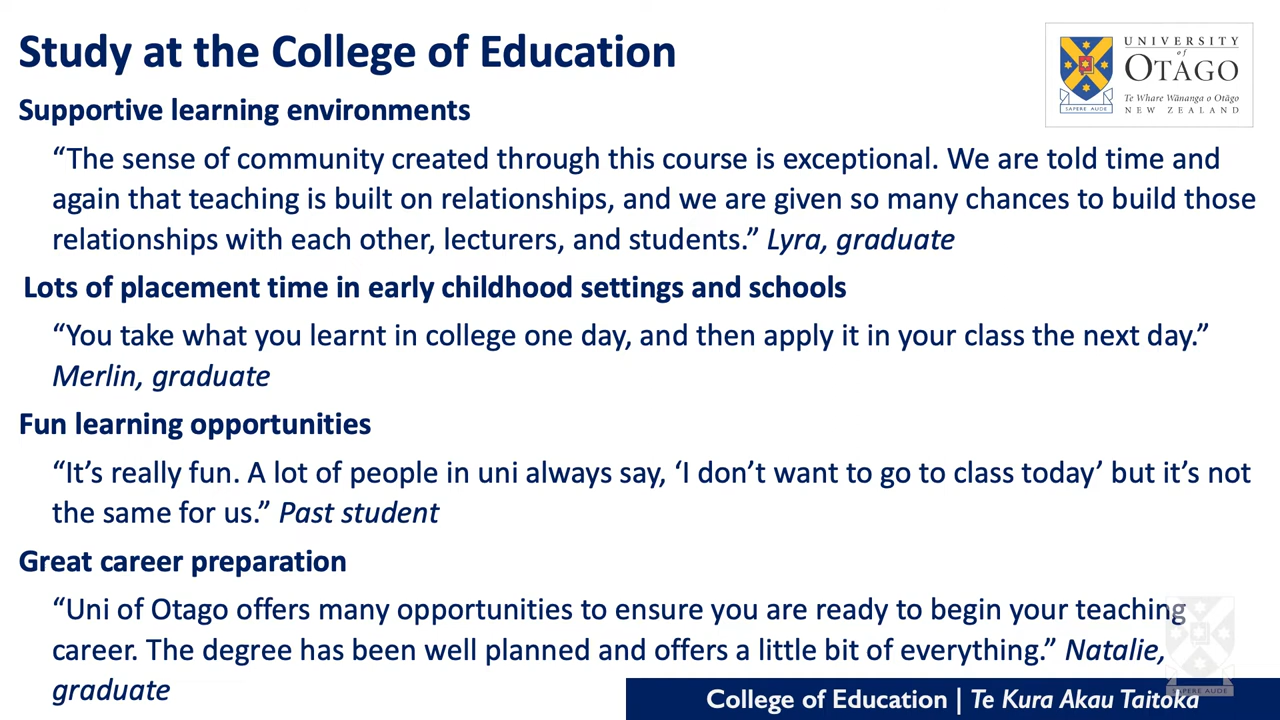 Study at the College of Education
UNIVERSITY
of
OTAGO
Te Whare Wānanga o Otāgo
NEW ZEALAND
SAPERE AUDE
Supportive learning environments
“The sense of community created through this course is exceptional. We are told time and
again that teaching is built on relationships, and we are given so many chances to build those
relationships with each other, lecturers, and students.” Lyra, graduate
Lots of placement time in early childhood settings and schools
“You take what you learnt in college one day, and then apply it in your class the next day.”
Merlin, graduate
Fun learning opportunities
“It’s really fun. A lot of people in uni always say, ‘I don’t want to go to class today’ but it’s not
the same for us.” Past student
Great career preparation
“Uni of Otago offers many opportunities to ensure you are ready to begin your teaching
career. The degree has been well planned and offers a little bit of everything.” Natalie,
graduate
SAPERE AUDE
College of Education | Te Kura Akau Taitoka